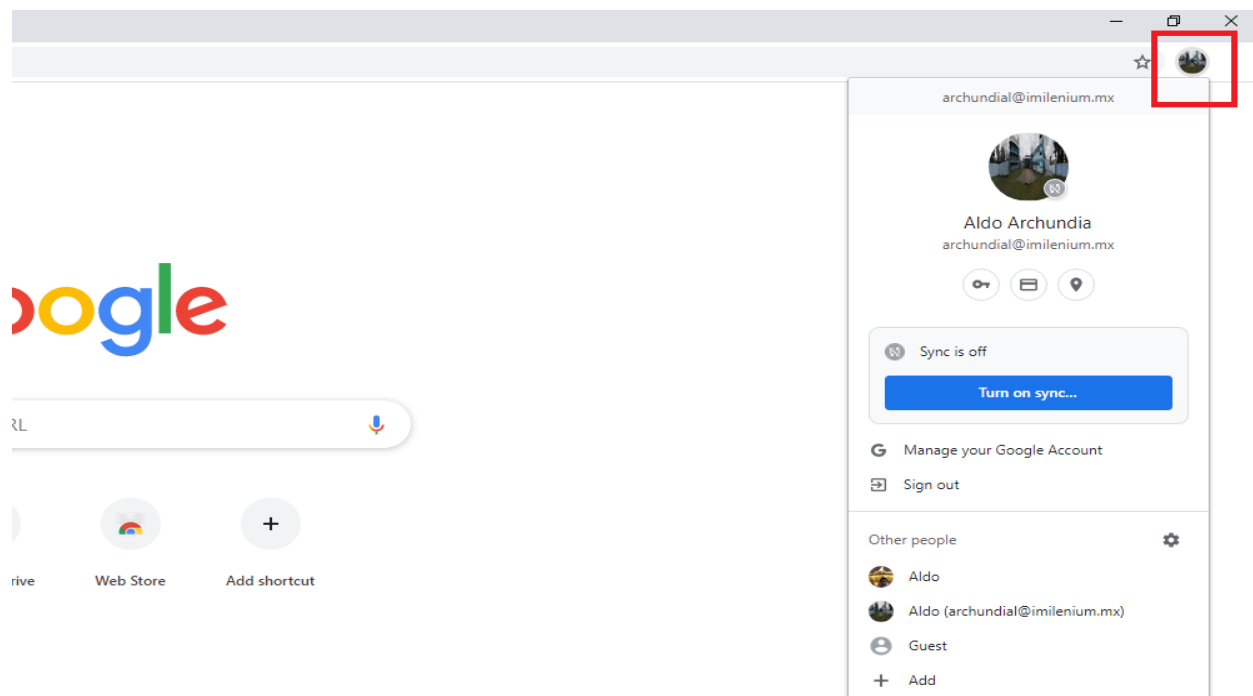 archundial@imilenium.mx
Aldo Archundia
archundial@imilenium.mx
Sync is off
Turn on sync...
Manage your Google Account
Sign out
Other people
Aldo
Aldo (archundial@imilenium.mx)
Guest
Add
oogle
RL
rive
Web Store
Add shortcut